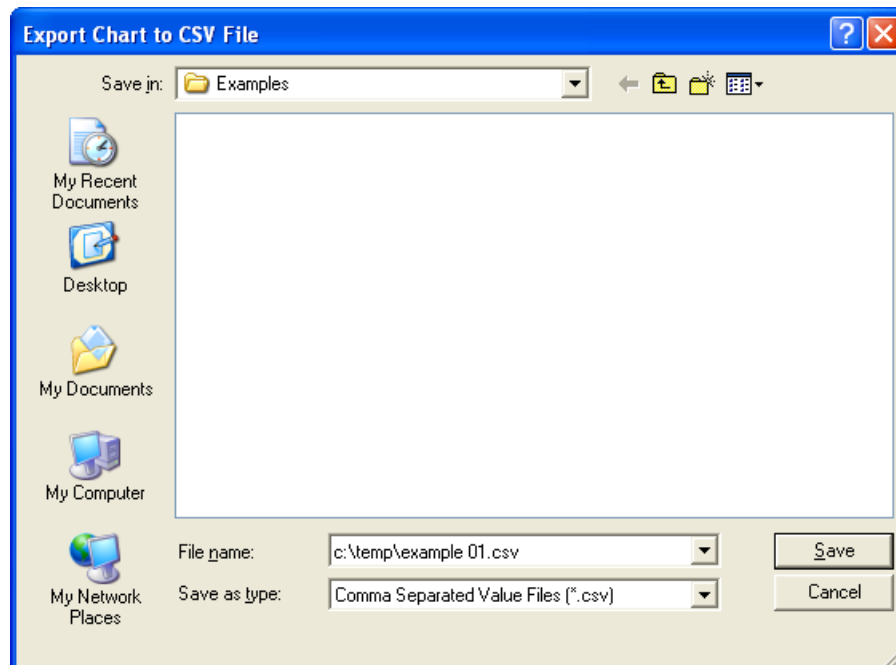 Export Chart to CSV File
Save in:
Examples
My Recent
Documents
Desktop
My Documents
My Computer
My Network
Places
File name:
c:\temp\example 01.csv
Save
Save as type:
Comma Separated Value Files (*.csv)
Cancel